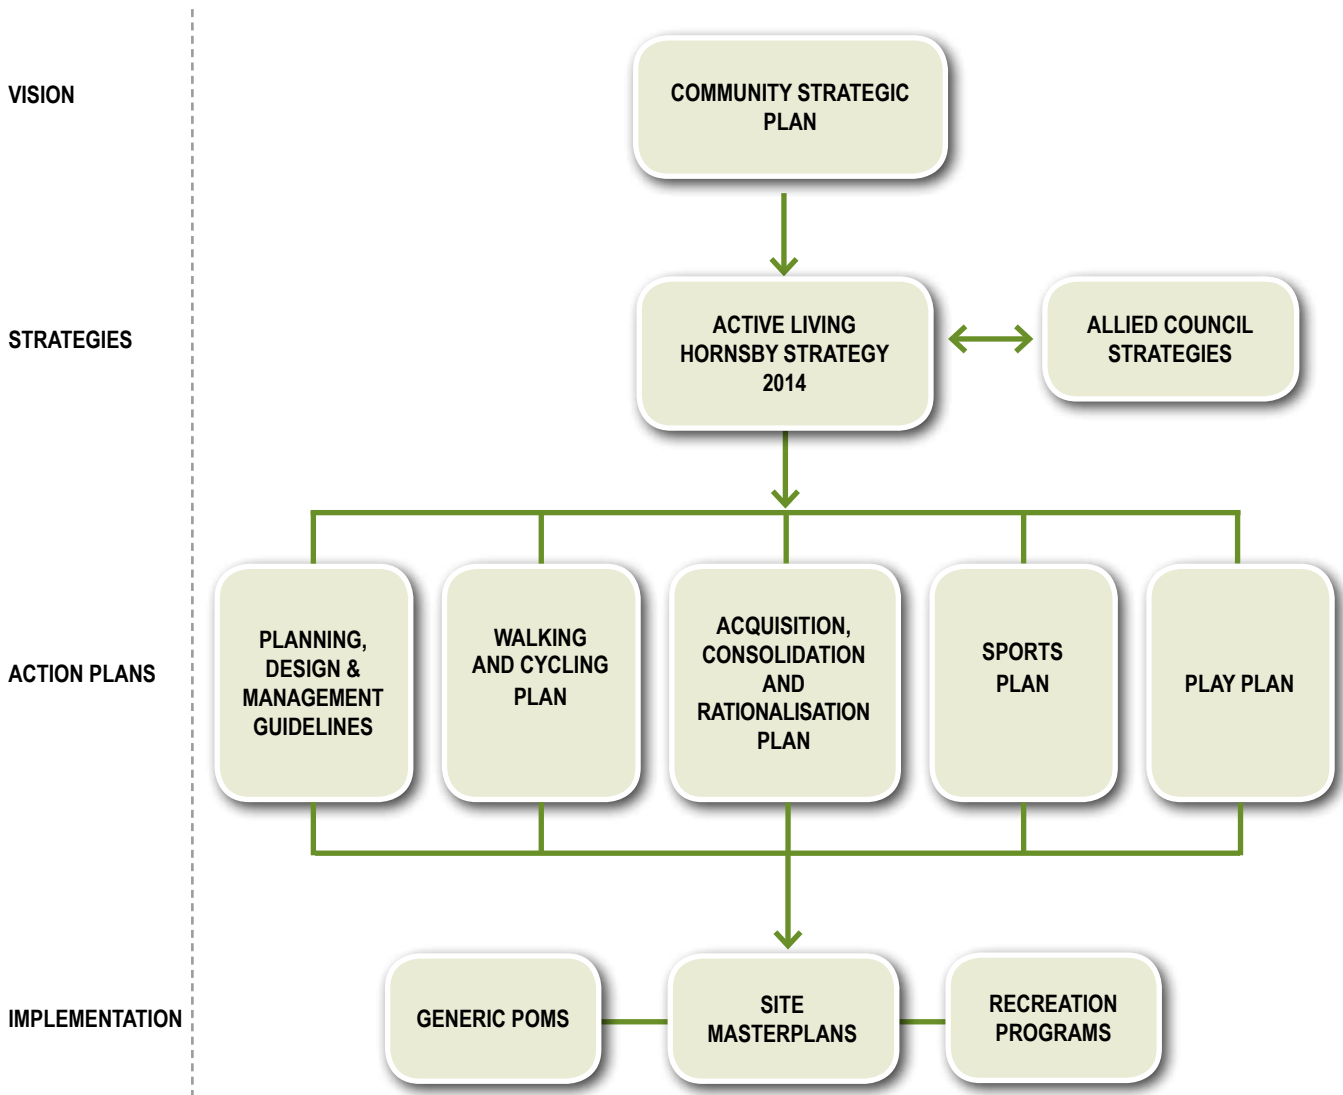 VISION
COMMUNITY STRATEGIC
PLAN
STRATEGIES
ACTIVE LIVING
HORNSBY STRATEGY
2014
ALLIED COUNCIL
STRATEGIES
ACTION PLANS
PLANNING,
DESIGN &
MANAGEMENT
GUIDELINES
WALKING
AND CYCLING
PLAN
ACQUISITION,
CONSOLIDATION
AND
RATIONALISATION
PLAN
SPORTS
PLAN
PLAY PLAN
IMPLEMENTATION
GENERIC POMS
SITE
MASTERPLANS
RECREATION
PROGRAMS